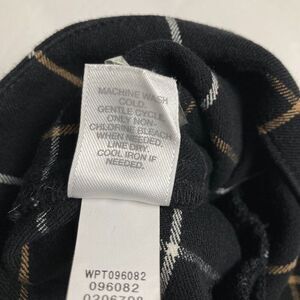 MACHINE WASH
COLD.
GENTLE CYCLE.
ONLY NON-
CHLORINE BLEACH
WHEN NEEDED.
LINE DRY.
COOL IRON IF
NEEDED.
WPT096082
096082